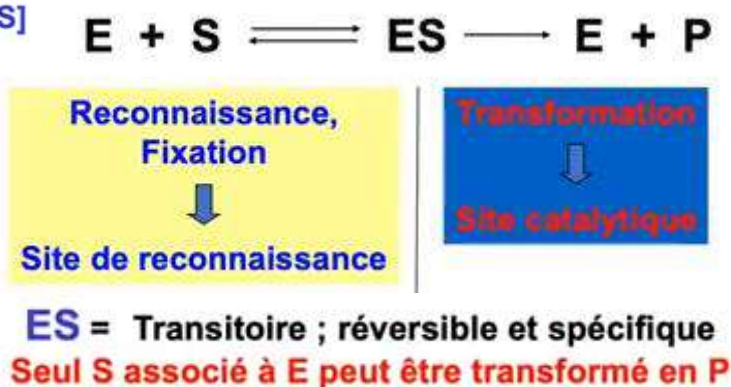 S]
E + S ⇌ ES → E + P
Reconnaissance,
Fixation
Site de reconnaissance
Transformation
Site catalytique
ES = Transitoire ; réversible et spécifique
Seul S associé à E peut être transformé en P